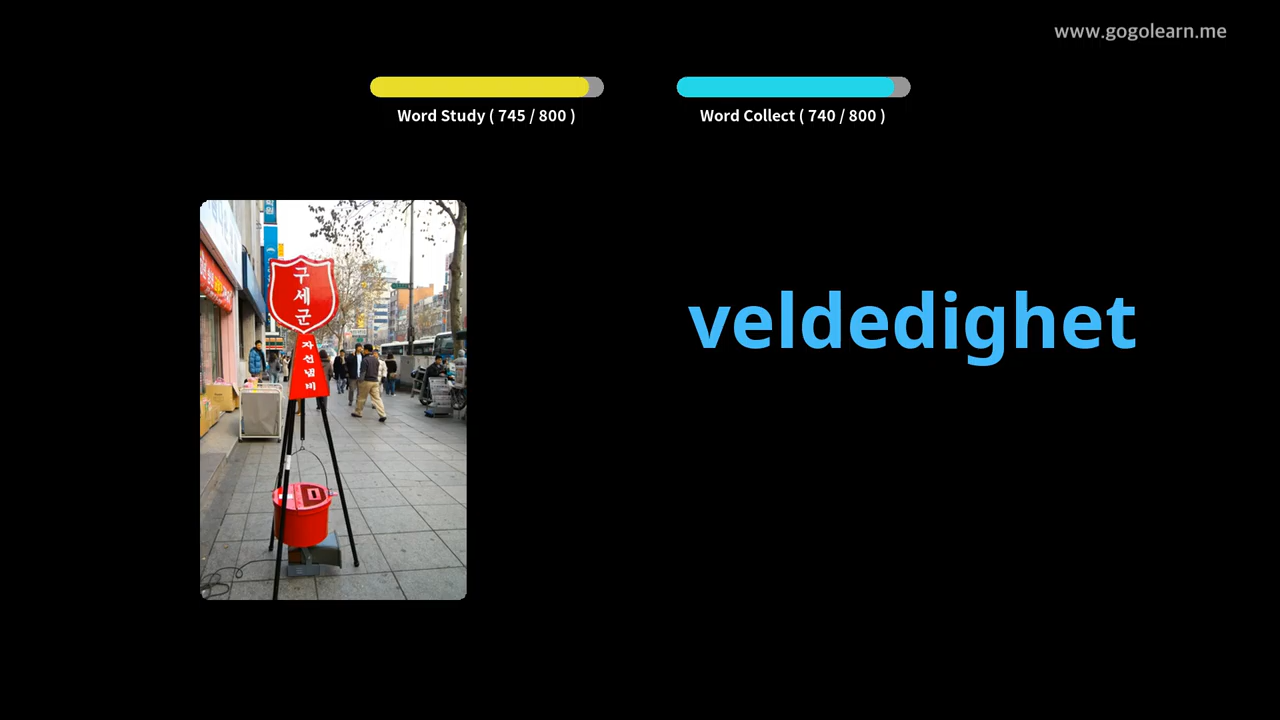 www.gogolearn.me
Word Study ( 745 / 800 )
Word Collect ( 740 / 800 )
veldedighet
구세군
자선냄비